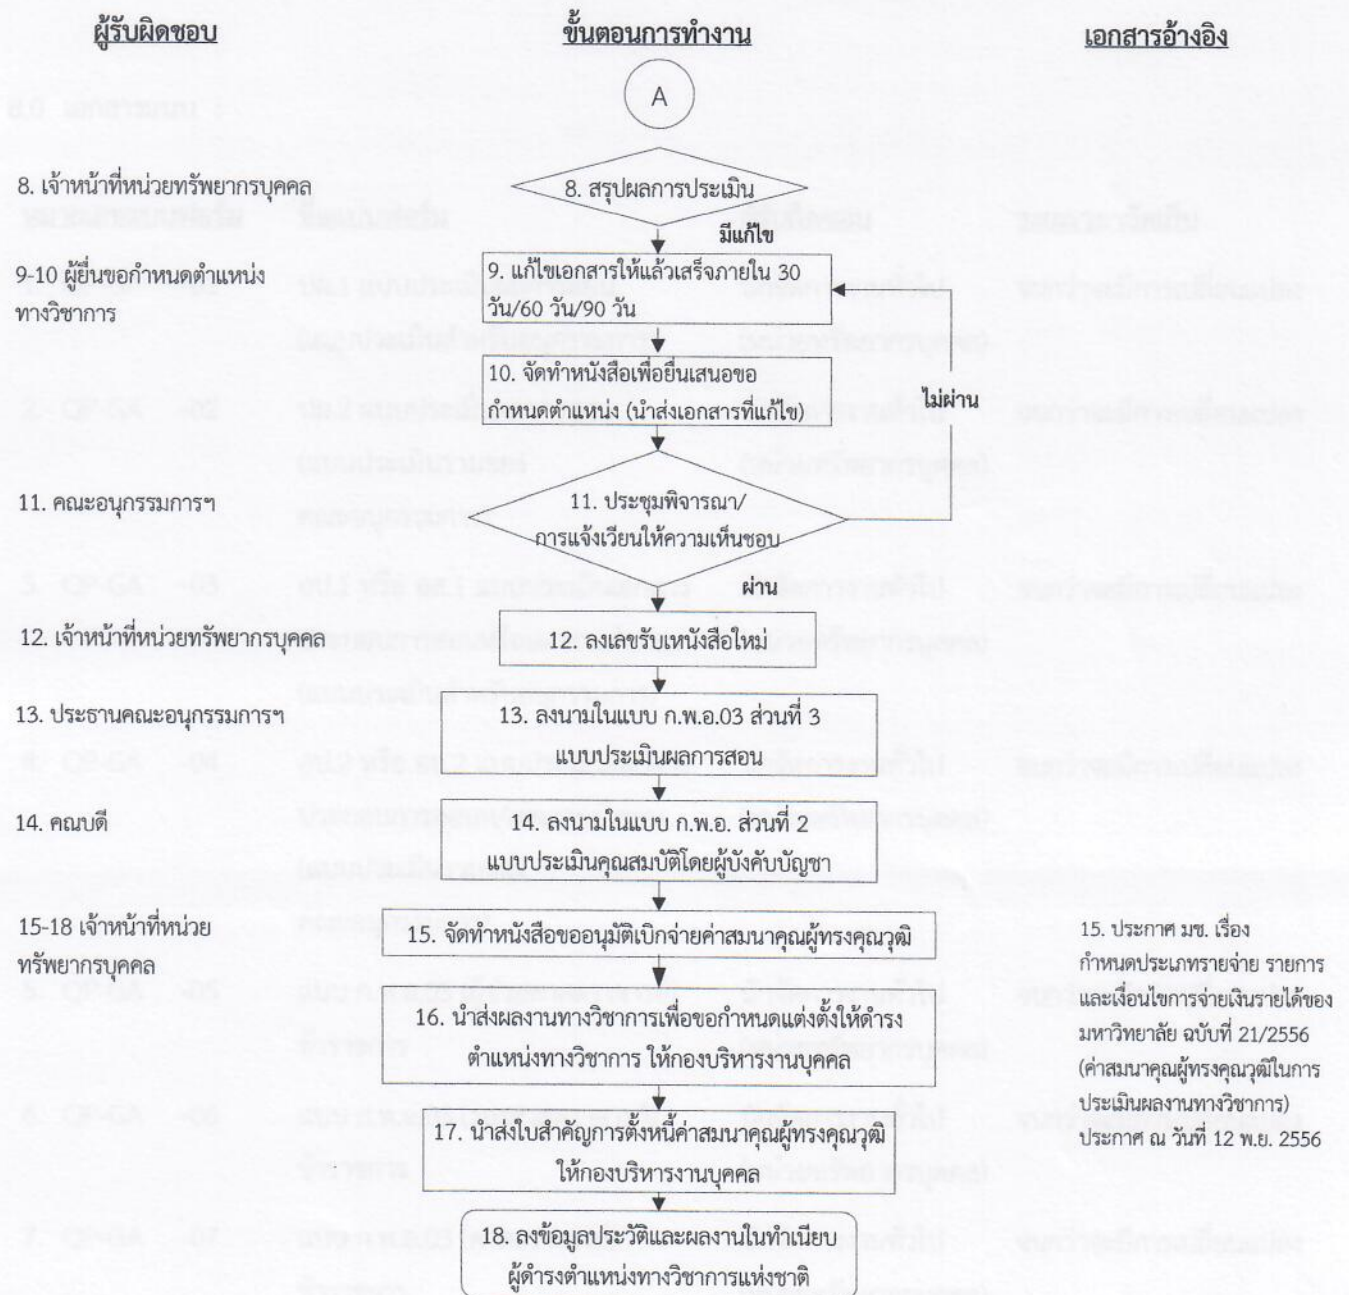 ผู้รับผิดชอบ
ขั้นตอนการทำงาน
เอกสารอ้างอิง
A
8. เจ้าหน้าที่หน่วยทรัพยากรบุคคล
8. สรุปผลการประเมิน
มีแก้ไข
9-10 ผู้ยื่นขอกำหนดตำแหน่ง
ทางวิชาการ
9. แก้ไขเอกสารให้แล้วเสร็จภายใน 30
วัน/60 วัน/90 วัน
10. จัดทำหนังสือเพื่อยื่นเสนอขอ
กำหนดตำแหน่ง (นำส่งเอกสารที่แก้ไข)
ไม่ผ่าน
11. คณะอนุกรรมการฯ
11. ประชุมพิจารณา/
การแจ้งเวียนให้ความเห็นชอบ
ผ่าน
12. เจ้าหน้าที่หน่วยทรัพยากรบุคคล
12. ลงเลขรับเหนังสือใหม่
13. ประธานคณะอนุกรรมการฯ
13. ลงนามในแบบ ก.พ.อ.03 ส่วนที่ 3
แบบประเมินผลการสอน
14. คณบดี
14. ลงนามในแบบ ก.พ.อ. ส่วนที่ 2
แบบประเมินคุณสมบัติโดยผู้บังคับบัญชา
15-18 เจ้าหน้าที่หน่วย
ทรัพยากรบุคคล
15. จัดทำหนังสือขออนุมัติเบิกจ่ายค่าสมนาคุณผู้ทรงคุณวุฒิ
15. ประกาศ มช. เรื่อง
กำหนดประเภทรายจ่าย รายการ
และเงื่อนไขการจ่ายเงินรายได้ของ
มหาวิทยาลัย ฉบับที่ 21/2556
(ค่าสมนาคุณผู้ทรงคุณวุฒิในการ
ประเมินผลงานทางวิชาการ)
ประกาศ ณ วันที่ 12 พ.ย. 2556
16. นำส่งผลงานทางวิชาการเพื่อขอกำหนดแต่งตั้งให้ดำรง
ตำแหน่งทางวิชาการ ให้กองบริหารงานบุคคล
17. นำส่งใบสำคัญการตั้งหนี้ค่าสมนาคุณผู้ทรงคุณวุฒิ
ให้กองบริหารงานบุคคล
18. ลงข้อมูลประวัติและผลงานในทำเนียบ
ผู้ดำรงตำแหน่งทางวิชาการแห่งชาติ